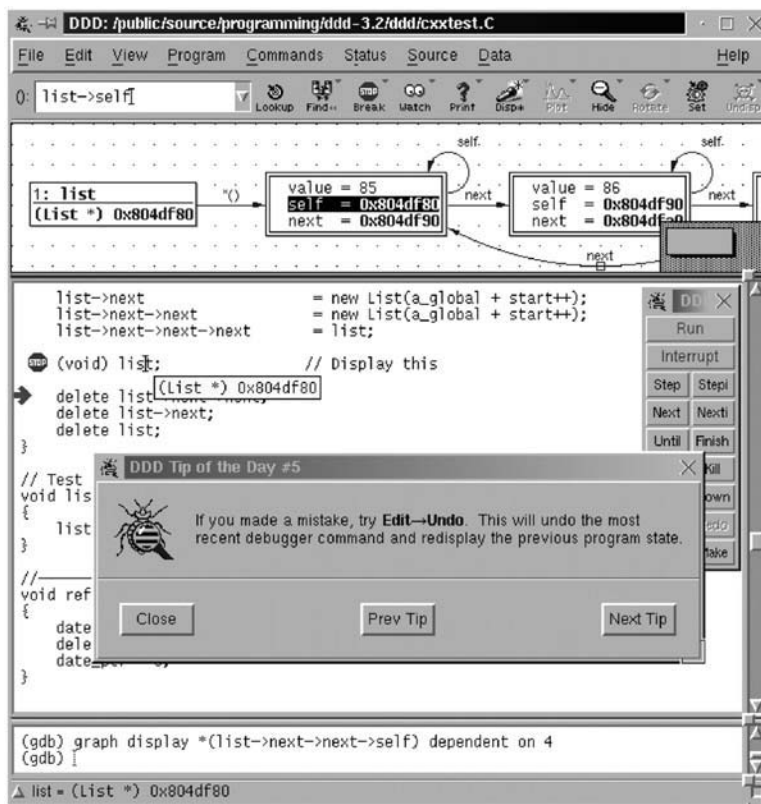 DDD: /public/source/programming/ddd-3.2/ddd/cxxtest.C
File Edit View Program Commands Status Source Data Help
(): list->self
Lookup Find Break Watch Print Disp Plot Hide Rotate Set Undisp
self
self
1: list
(List *) 0x804df80
*()
value = 85
self = 0x804df80
next = 0x804df90
next
value = 86
self = 0x804df90
next = 0x804dfa0
next
next
list->next = new List(a_global + start++);
list->next->next = new List(a_global + start++);
list->next->next->next = list;
STOP (void) list; // Display this
(List *) 0x804df80
delete list
delete list->next;
delete list;
}
DD
Run
Interrupt
Step Stepi
Next Nexti
Until Finish
Kill
own
edo
Make
// Test
void lis
{
list
}
//
void ref
{
date
dele
}
DDD Tip of the Day #5
If you made a mistake, try Edit→Undo. This will undo the most
recent debugger command and redisplay the previous program state.
Close Prev Tip Next Tip
(gdb) graph display *(list->next->next->self) dependent on 4
(gdb)
list = (List *) 0x804df80